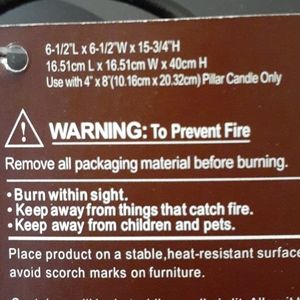 6-1/2"L x 6-1/2"W x 15-3/4"H
16.51cm L x 16.51cm W x 40cm H
Use with 4" x 8"(10.16cm x 20.32cm) Pillar Candle Only
WARNING: To Prevent Fire
Remove all packaging material before burning.
• Burn within sight.
• Keep away from things that catch fire.
• Keep away from children and pets.
Place product on a stable,heat-resistant surface
avoid scorch marks on furniture.